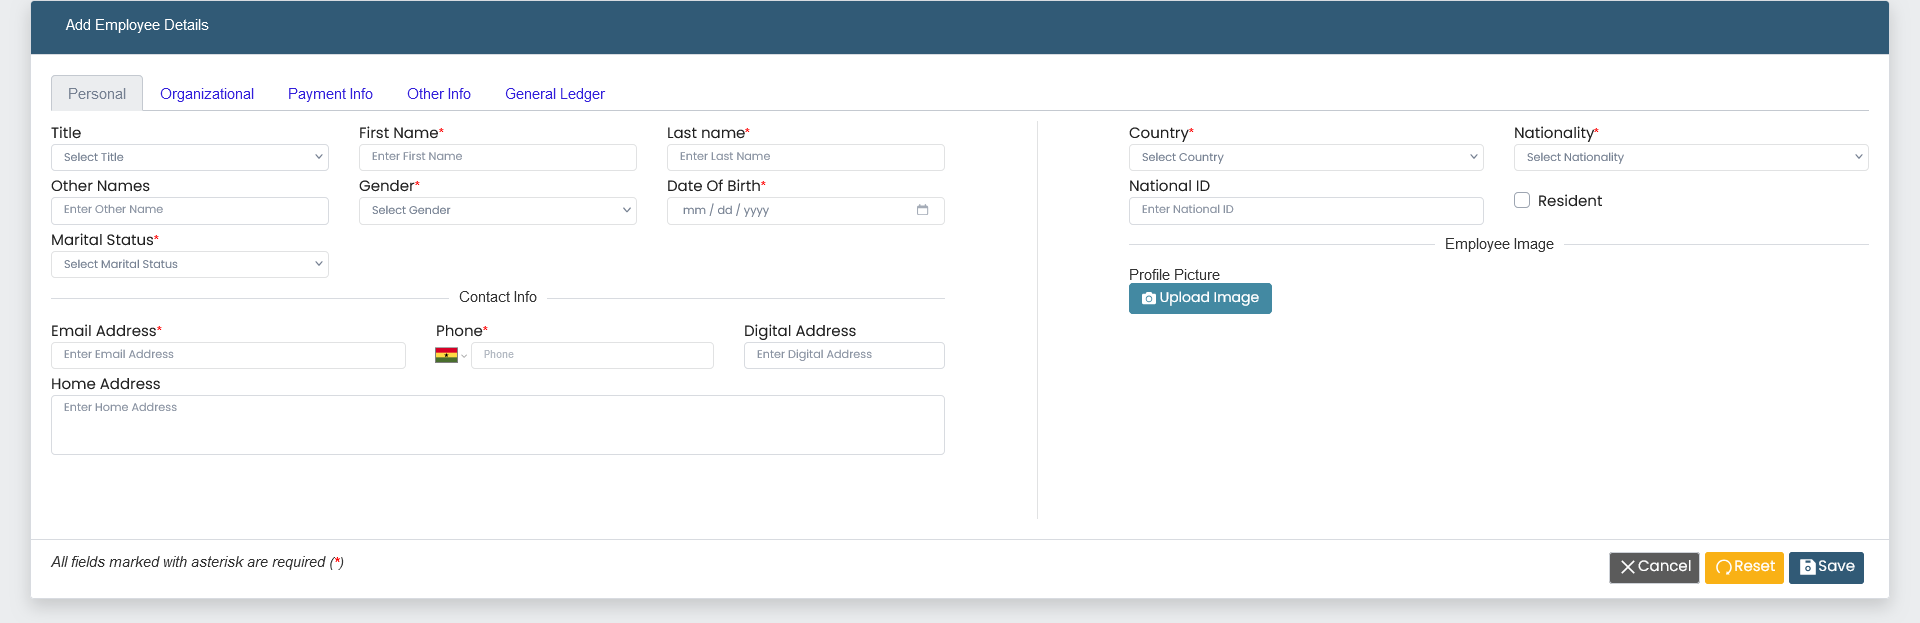 Add Employee Details
Personal Organizational Payment Info Other Info General Ledger
Title First Name* Last name*
Select Title Enter First Name Enter Last Name
Other Names Gender* Date Of Birth*
Enter Other Name Select Gender mm / dd / yyyy
Marital Status*
Select Marital Status
Contact Info
Email Address* Phone* Digital Address
Enter Email Address Phone Enter Digital Address
Home Address
Enter Home Address
Country* Nationality*
Select Country Select Nationality
National ID
Enter National ID Resident
Employee Image
Profile Picture
Upload Image
All fields marked with asterisk are required (*)
Cancel Reset Save